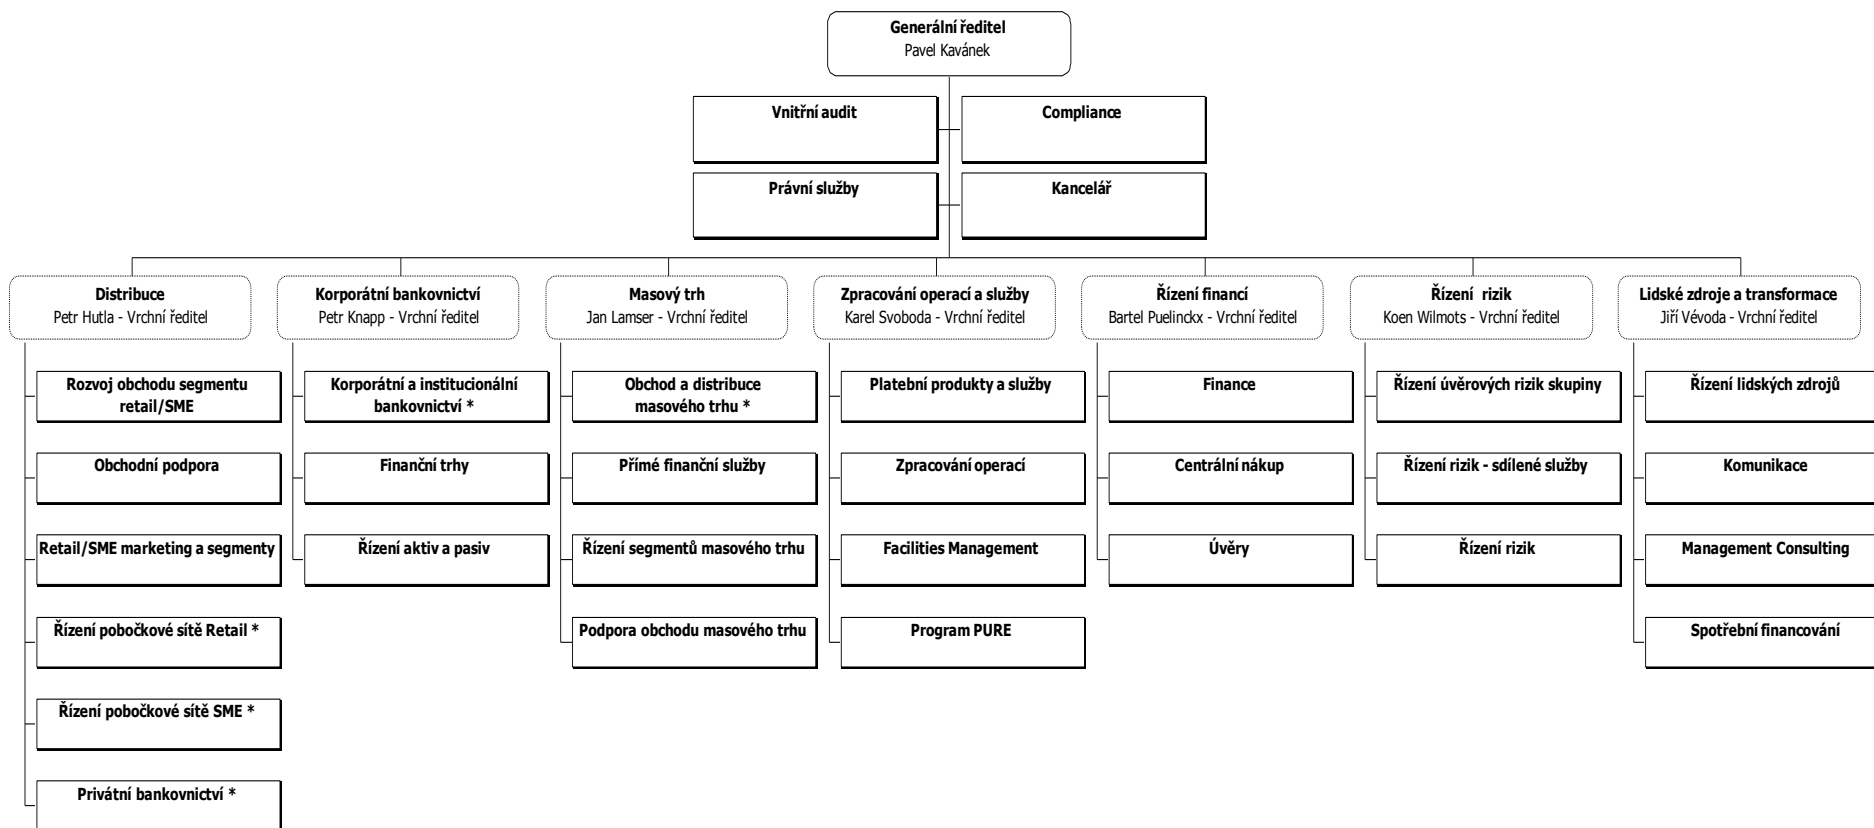 Generální ředitel
Pavel Kavánek
Vnitřní audit
Compliance
Právní služby
Kancelář
Distribuce
Petr Hutla - Vrchní ředitel
Korporátní bankovnictví
Petr Knapp - Vrchní ředitel
Masový trh
Jan Lamser - Vrchní ředitel
Zpracování operací a služby
Karel Svoboda - Vrchní ředitel
Řízení financí
Bartel Puelinckx - Vrchní ředitel
Řízení rizik
Koen Wilmots - Vrchní ředitel
Lidské zdroje a transformace
Jiří Vévoda - Vrchní ředitel
Rozvoj obchodu segmentu
retail/SME
Korporátní a institucionální
bankovnictví *
Obchod a distribuce
masového trhu *
Platební produkty a služby
Finance
Řízení úvěrových rizik skupiny
Řízení lidských zdrojů
Obchodní podpora
Finanční trhy
Přímé finanční služby
Zpracování operací
Centrální nákup
Řízení rizik - sdílené služby
Komunikace
Retail/SME marketing a segmenty
Řízení aktiv a pasiv
Řízení segmentů masového trhu
Facilities Management
Úvěry
Řízení rizik
Management Consulting
Řízení pobočkové sítě Retail *
Podpora obchodu masového trhu
Program PURE
Spotřební financování
Řízení pobočkové sítě SME *
Privátní bankovnictví *